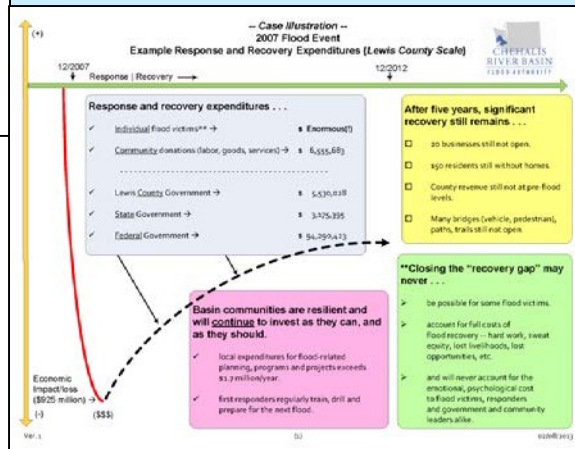 -- Case Illustration --
2007 Flood Event
Example Response and Recovery Expenditures (Lewis County Scale)
CHEHALIS
RIVER BASIN
FLOOD AUTHORITY
(+)
12/2007
Response | Recovery →
12/2012
Response and recovery expenditures . . .
✓ Individual flood victims** → $ Enormous(!)
✓ Community donations (labor, goods, services) → $ 6,555,683
✓ Lewis County Government → $ 5,530,028
✓ State Government → $ 3,175,395
✓ Federal Government → $ 94,290,423
After five years, significant
recovery still remains . . .
□ 20 businesses still not open.
□ 150 residents still without homes.
□ County revenue still not at pre-flood
levels.
□ Many bridges (vehicle, pedestrian),
paths, trails still not open.
Basin communities are resilient and
will continue to invest as they can, and
as they should.
✓ local expenditures for flood-related
planning, programs and projects exceeds
$1.7 million/year.
✓ first responders regularly train, drill and
prepare for the next flood.
**Closing the "recovery gap" may
never . . .
➢ be possible for some flood victims.
➢ account for full costs of
flood recovery -- hard work, sweat
equity, lost livelihoods, lost
opportunities, etc.
➢ and will never account for the
emotional, psychological cost
to flood victims, responders
and government and community
leaders alike.
Economic
Impact/loss
($925 million) →
(-)
($$$)
Ver. 1
(1)